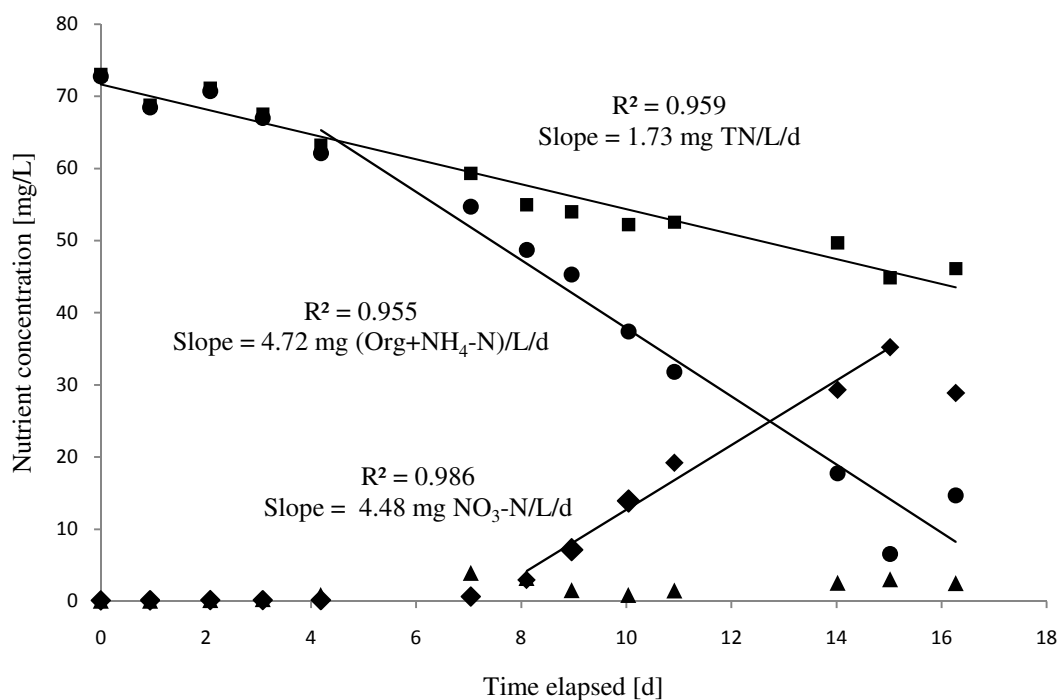 80
70
60
50
40
30
20
10
0
Nutrient concentration [mg/L]
R² = 0.959
Slope = 1.73 mg TN/L/d
R² = 0.955
Slope = 4.72 mg (Org+NH₄-N)/L/d
R² = 0.986
Slope =  4.48 mg NO₃-N/L/d
0 2 4 6 8 10 12 14 16 18
Time elapsed [d]